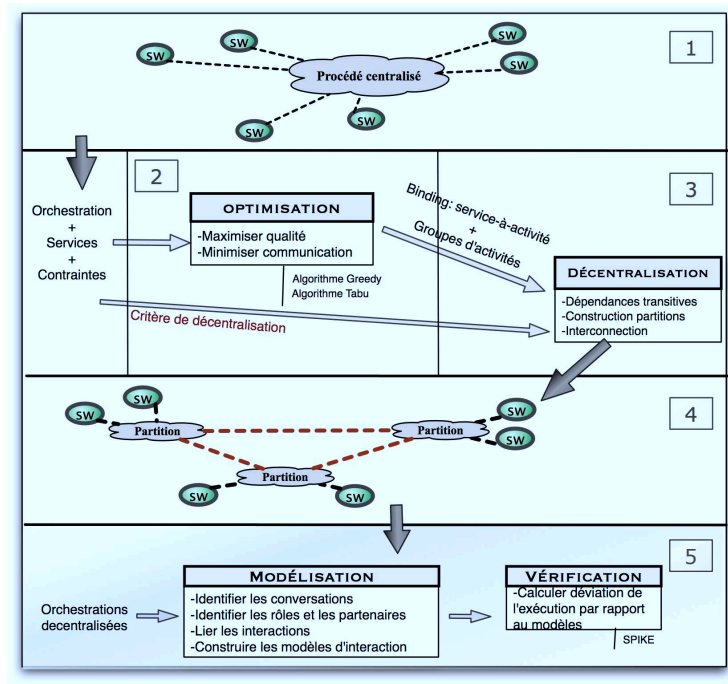 SW
SW
SW
SW
SW
SW
Procédé centralisé
1
2
3
Orchestration
+
Services
+
Contraintes
OPTIMISATION
-Maximiser qualité
-Minimiser communication
Algorithme Greedy
Algorithme Tabu
Binding: service-à-activité
+
Groupes d'activités
Critère de décentralisation
DÉCENTRALISATION
-Dépendances transitives
-Construction partitions
-Interconnection
4
SW
SW
SW
SW
SW
SW
Partition
Partition
Partition
5
Orchestrations
decentralisées
MODÉLISATION
-Identifier les conversations
-Identifier les rôles et les partenaires
-Lier les interactions
-Construire les modèles d'interaction
VÉRIFICATION
-Calculer déviation de
l'exécution par rapport
au modèles
SPIKE